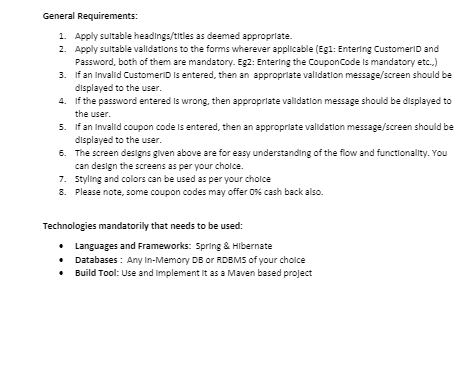 General Requirements:
1. Apply suitable headings/titles as deemed appropriate.
2. Apply suitable validations to the forms wherever applicable (Eg1: Entering CustomerID and
Password, both of them are mandatory. Eg2: Entering the CouponCode is mandatory etc.,)
3. If an Invalid CustomerID is entered, then an appropriate validation message/screen should be
displayed to the user.
4. If the password entered is wrong, then appropriate validation message should be displayed to
the user.
5. If an Invalid coupon code is entered, then an appropriate validation message/screen should be
displayed to the user.
6. The screen designs given above are for easy understanding of the flow and functionality. You
can design the screens as per your choice.
7. Styling and colors can be used as per your choice
8. Please note, some coupon codes may offer 0% cash back also.
Technologies mandatorily that needs to be used:
• Languages and Frameworks: Spring & Hibernate
• Databases : Any In-Memory DB or RDBMS of your choice
• Build Tool: Use and Implement it as a Maven based project